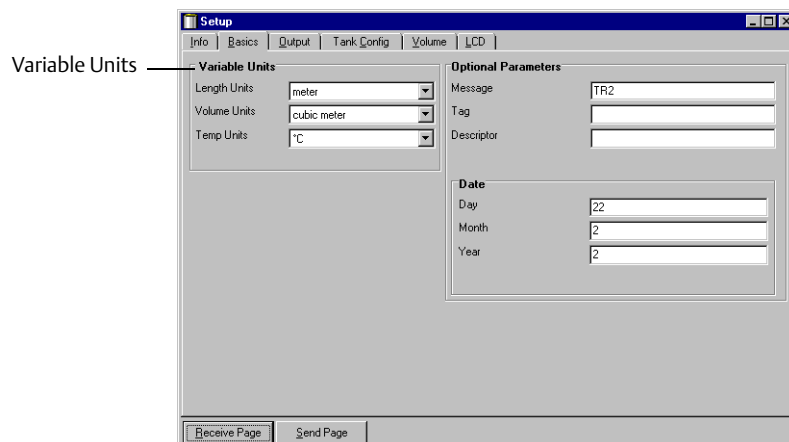 Setup
Info Basics Output Tank Config Volume LCD
Variable Units
Variable Units
Length Units meter
Volume Units cubic meter
Temp Units °C
Optional Parameters
Message TR2
Tag
Descriptor
Date
Day 22
Month 2
Year 2
Receive Page Send Page